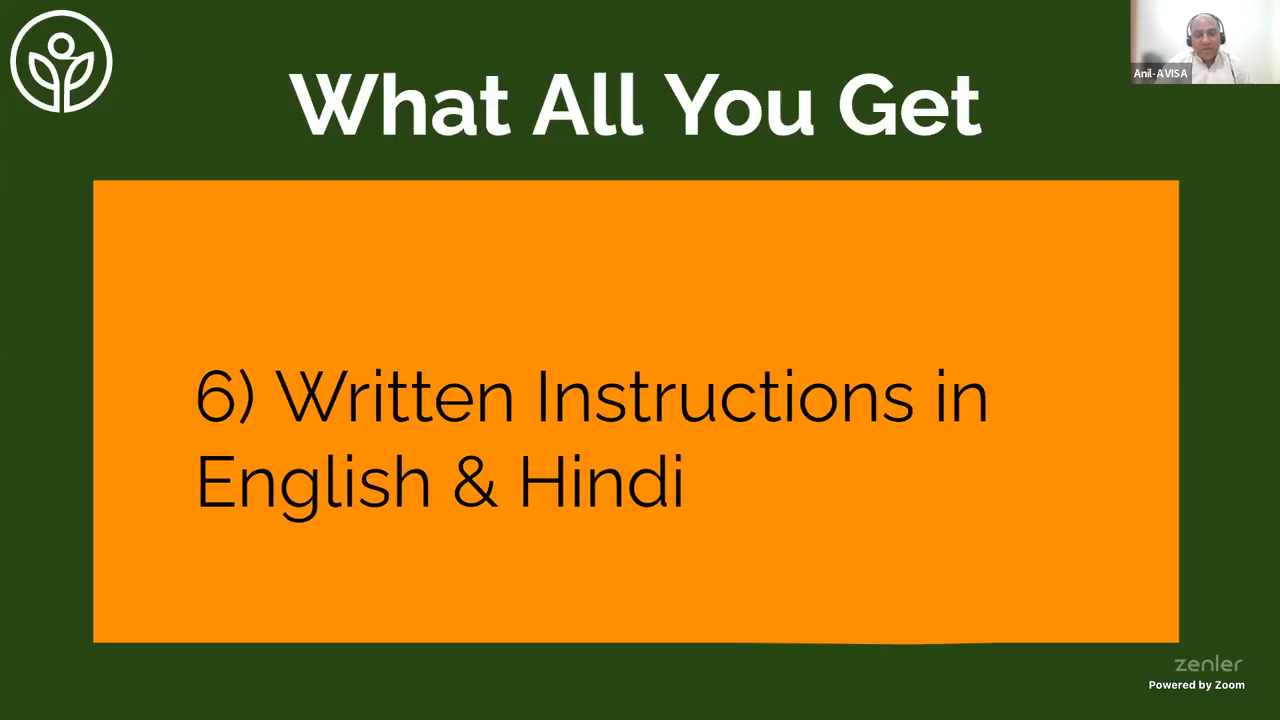 What All You Get
Anil-AVISA
6) Written Instructions in
English & Hindi
zenler
Powered by Zoom